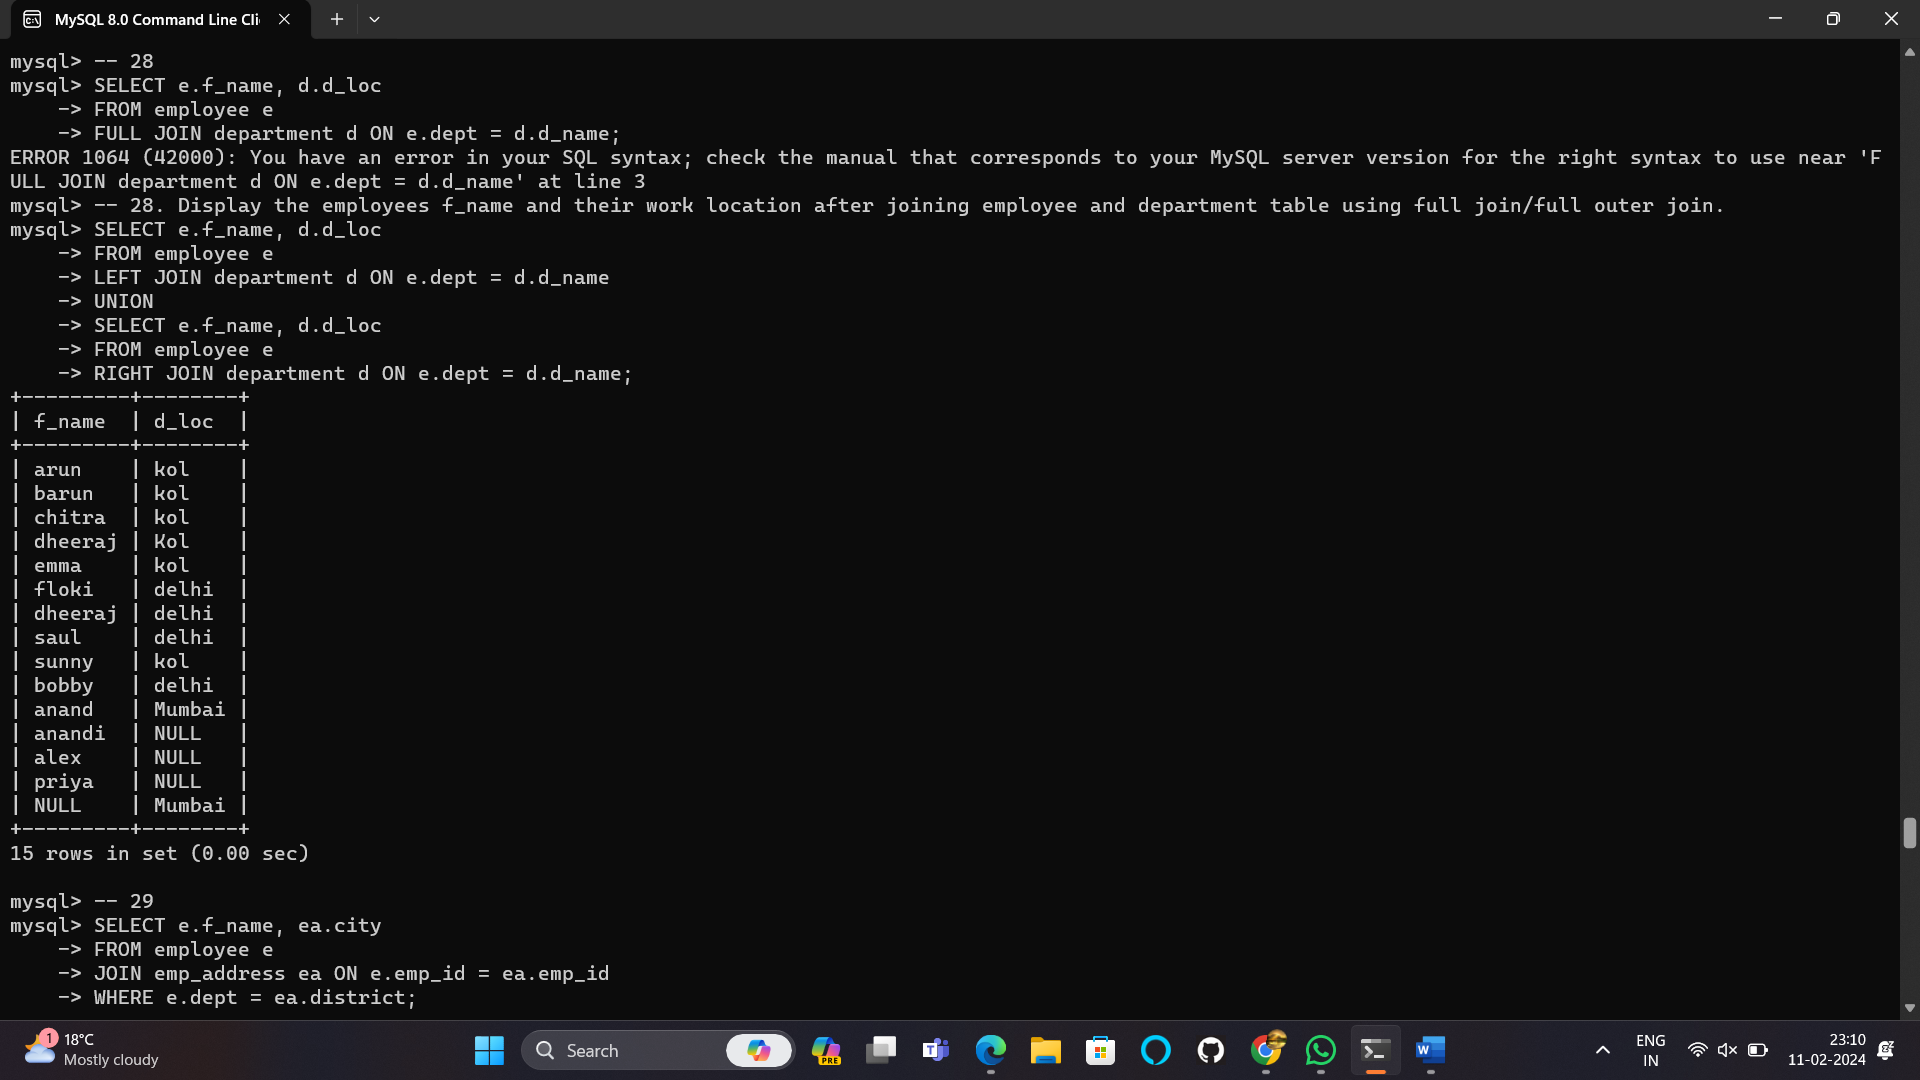 MySQL 8.0 Command Line Cli
mysql> -- 28
mysql> SELECT e.f_name, d.d_loc
    -> FROM employee e
    -> FULL JOIN department d ON e.dept = d.d_name;
ERROR 1064 (42000): You have an error in your SQL syntax; check the manual that corresponds to your MySQL server version for the right syntax to use near 'F
ULL JOIN department d ON e.dept = d.d_name' at line 3
mysql> -- 28. Display the employees f_name and their work location after joining employee and department table using full join/full outer join.
mysql> SELECT e.f_name, d.d_loc
    -> FROM employee e
    -> LEFT JOIN department d ON e.dept = d.d_name
    -> UNION
    -> SELECT e.f_name, d.d_loc
    -> FROM employee e
    -> RIGHT JOIN department d ON e.dept = d.d_name;
+---------+--------+
| f_name  | d_loc  |
+---------+--------+
| arun    | kol    |
| barun   | kol    |
| chitra  | kol    |
| dheeraj | Kol    |
| emma    | kol    |
| floki   | delhi  |
| dheeraj | delhi  |
| saul    | delhi  |
| sunny   | kol    |
| bobby   | delhi  |
| anand   | Mumbai |
| anandi  | NULL   |
| alex    | NULL   |
| priya   | NULL   |
| NULL    | Mumbai |
+---------+--------+
15 rows in set (0.00 sec)
mysql> -- 29
mysql> SELECT e.f_name, ea.city
    -> FROM employee e
    -> JOIN emp_address ea ON e.emp_id = ea.emp_id
    -> WHERE e.dept = ea.district;
1
18°C
Mostly cloudy
Search
PRE
ENG
IN
23:10
11-02-2024